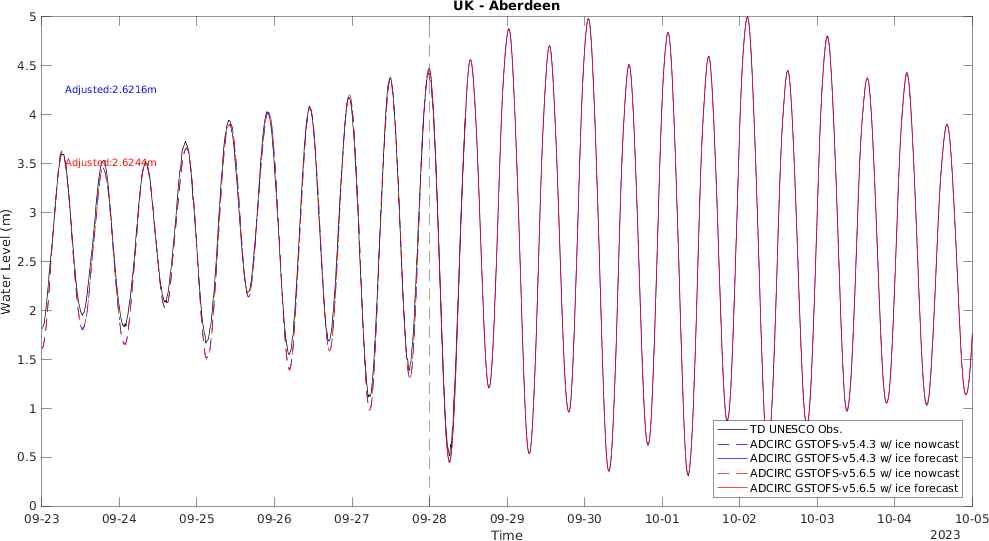 UK - Aberdeen
5
4.5
4
3.5
3
2.5
2
1.5
1
0.5
0
Water Level (m)
Adjusted:2.6216m
Adjusted:2.6244m
TD UNESCO Obs.
ADCIRC GSTOFS-v5.4.3 w/ ice nowcast
ADCIRC GSTOFS-v5.4.3 w/ ice forecast
ADCIRC GSTOFS-v5.6.5 w/ ice nowcast
ADCIRC GSTOFS-v5.6.5 w/ ice forecast
09-23 09-24 09-25 09-26 09-27 09-28 09-29 09-30 10-01 10-02 10-03 10-04 10-05
Time
2023